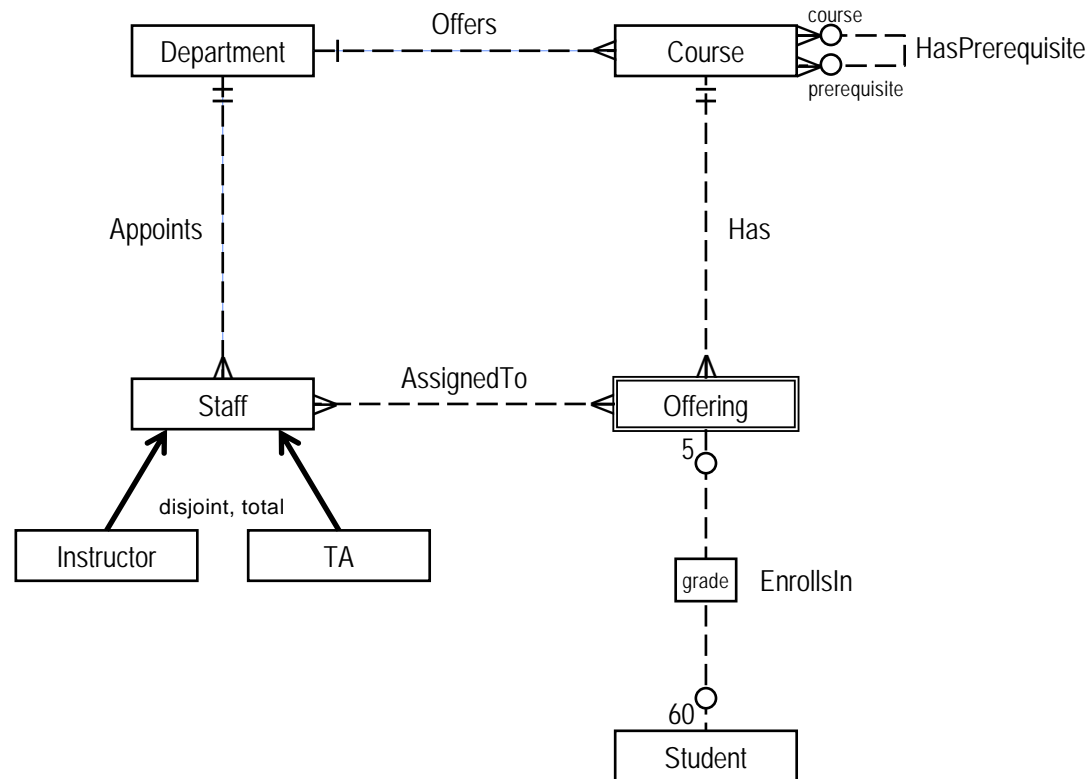 Offers
course
Department
Course
HasPrerequisite
prerequisite
Appoints
Has
AssignedTo
Staff
Offering
5
disjoint, total
Instructor
TA
grade
EnrollsIn
60
Student